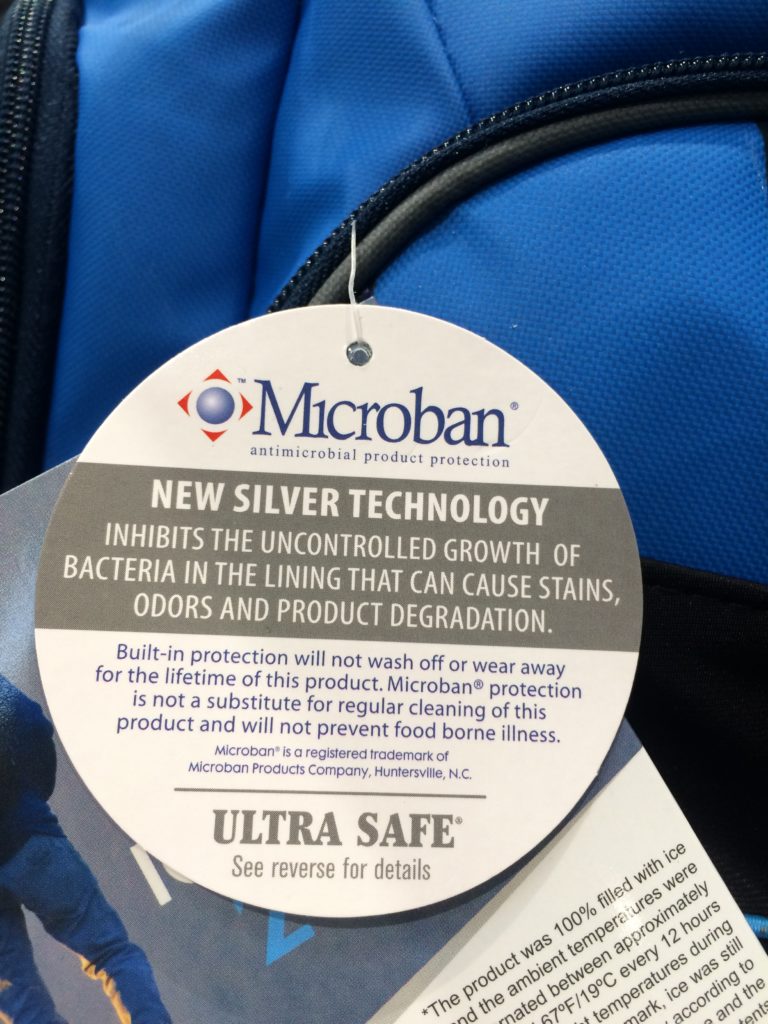 Microban®
antimicrobial product protection
NEW SILVER TECHNOLOGY
INHIBITS THE UNCONTROLLED GROWTH OF
BACTERIA IN THE LINING THAT CAN CAUSE STAINS,
ODORS AND PRODUCT DEGRADATION.
Built-in protection will not wash off or wear away
for the lifetime of this product. Microban® protection
is not a substitute for regular cleaning of this
product and will not prevent food borne illness.
Microban® is a registered trademark of
Microban Products Company, Huntersville, N.C.
ULTRA SAFE®
See reverse for details
*The product was 100% filled with ice
and the ambient temperatures were
between approximately
67°F/19°C every 12 hours
temperatures during
ice was still
according to
and the